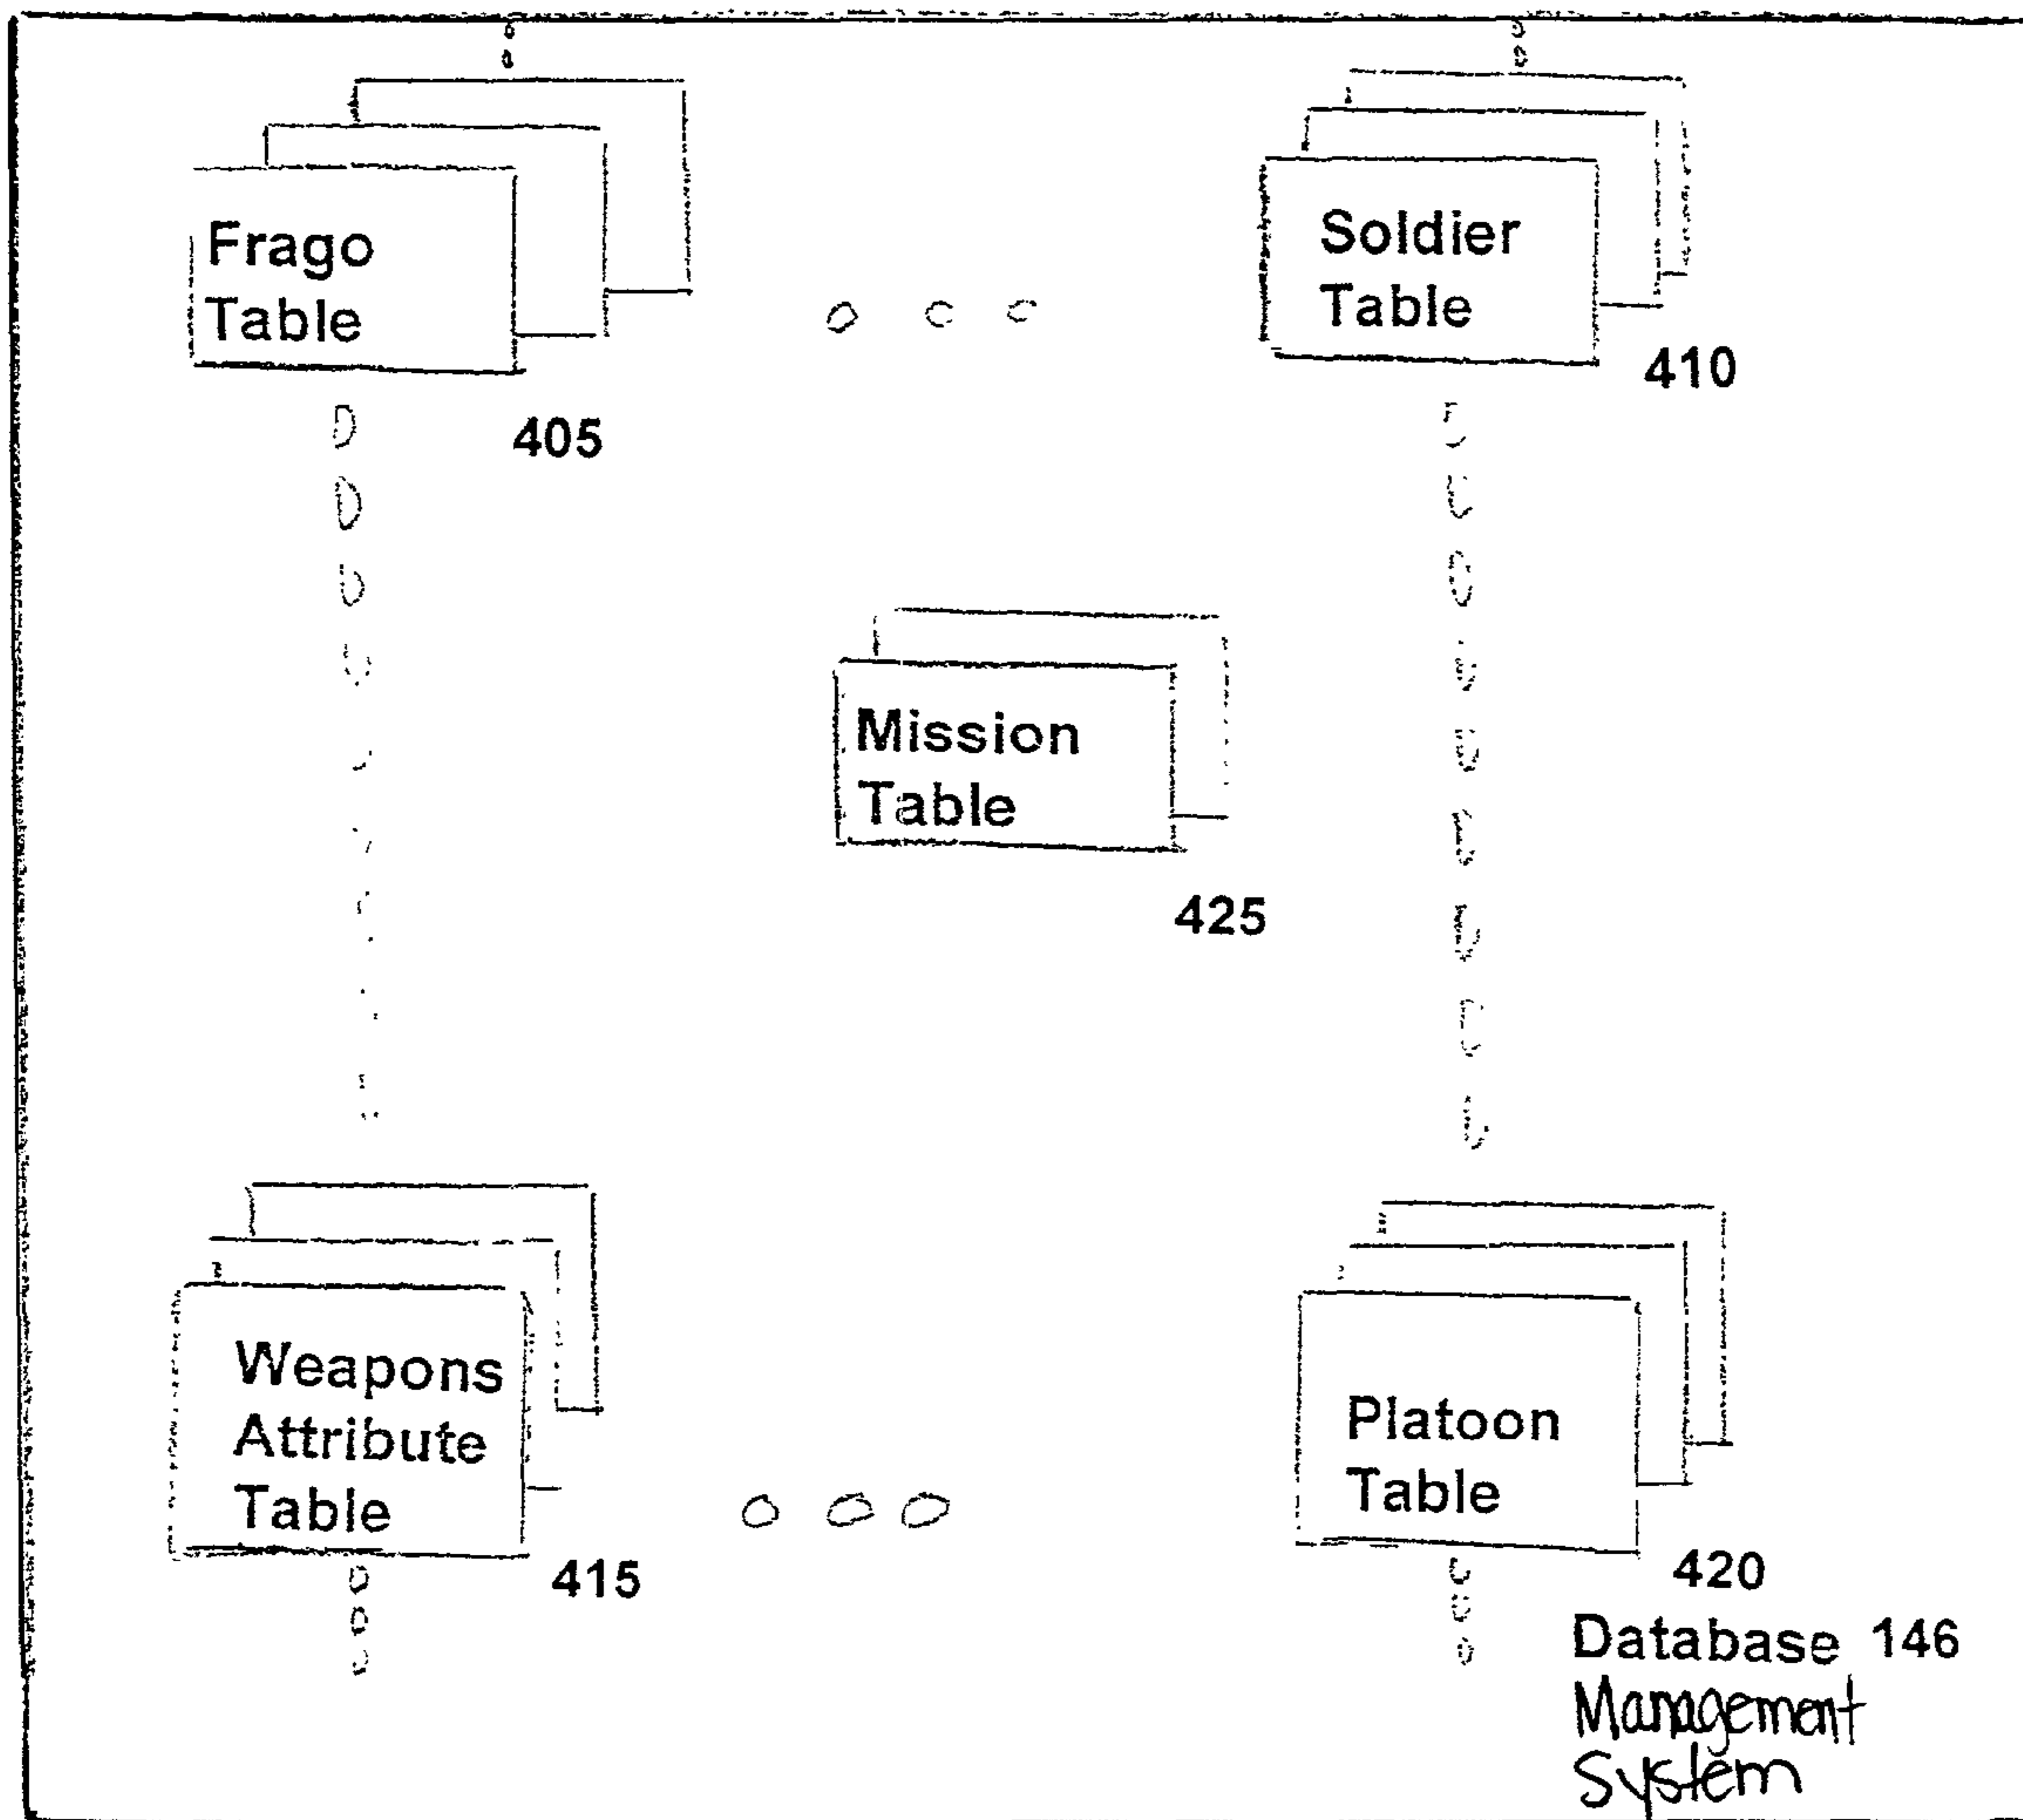 Frago
Table
405
Soldier
Table
410
Mission
Table
425
Weapons
Attribute
Table
415
Platoon
Table
420
Database 146
Management
System